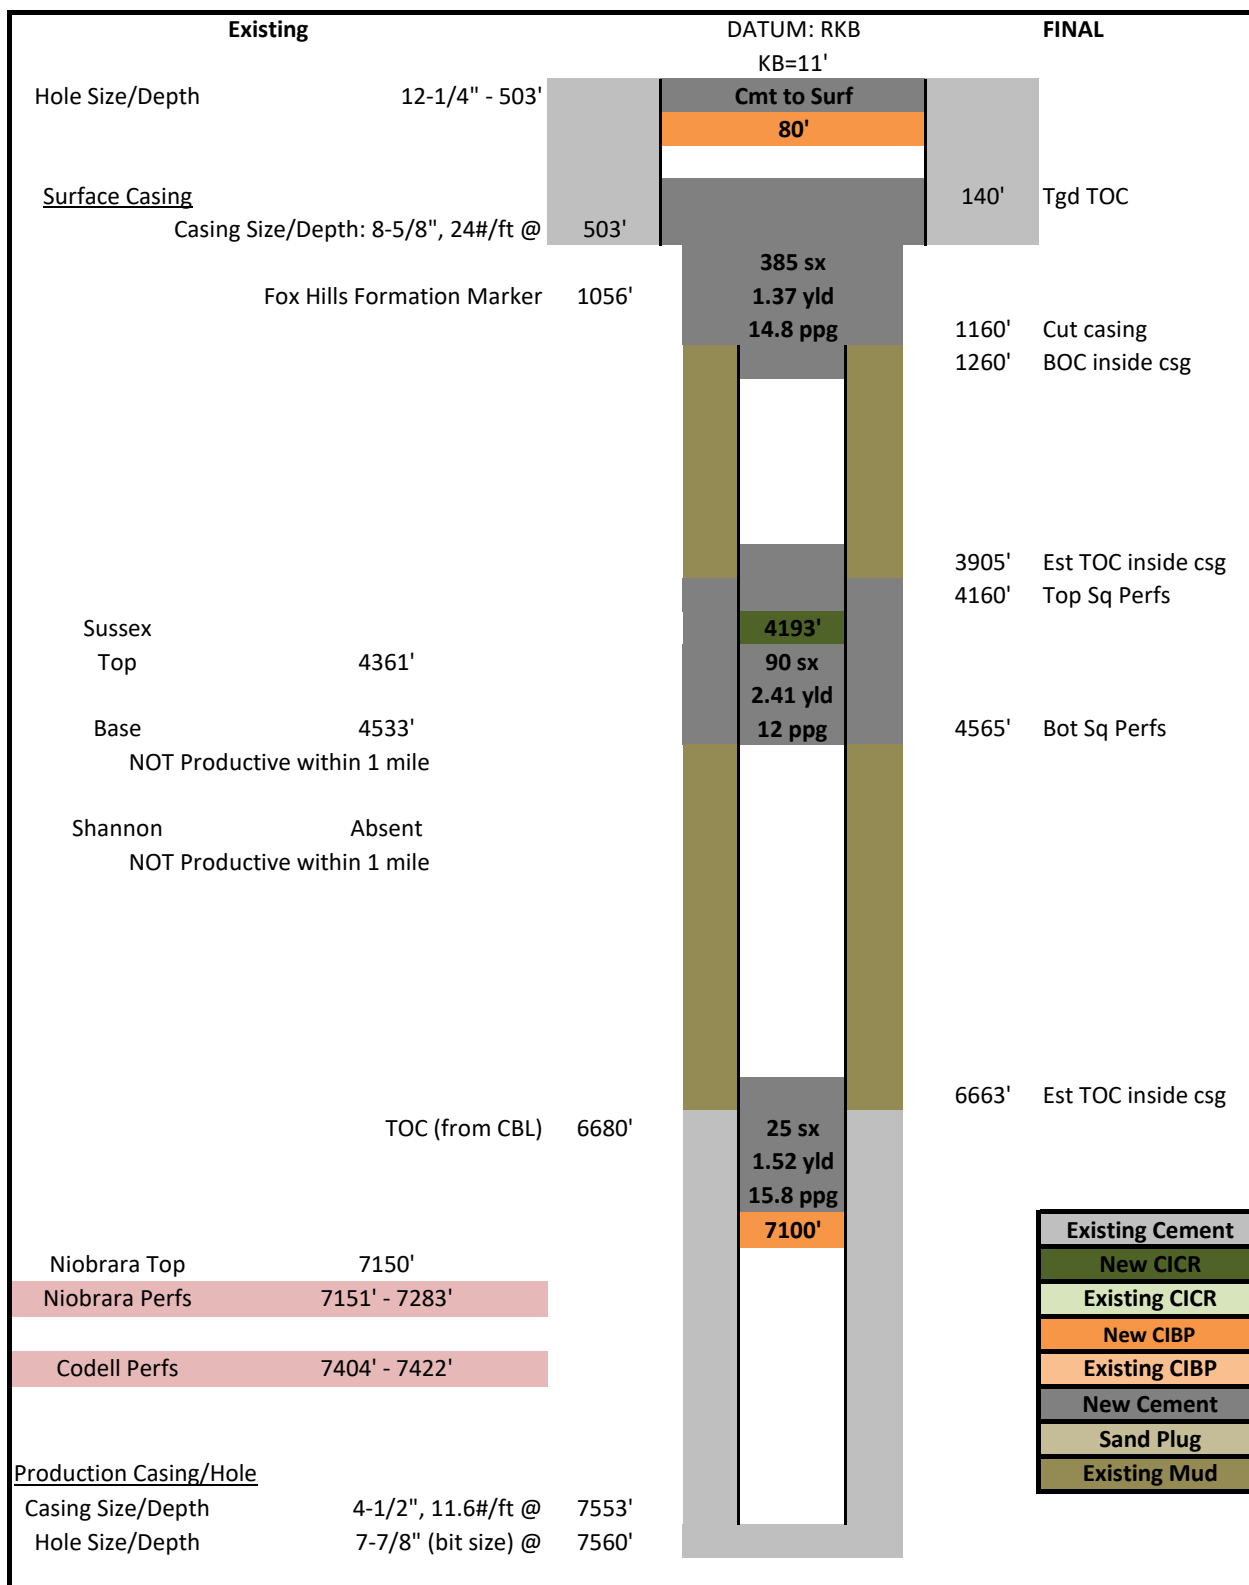 Existing DATUM: RKB FINAL
KB=11'
Hole Size/Depth 12-1/4" - 503' Cmt to Surf
80'
Surface Casing 140' Tgd TOC
Casing Size/Depth: 8-5/8", 24#/ft @ 503'
385 sx
Fox Hills Formation Marker 1056' 1.37 yld
14.8 ppg 1160' Cut casing
1260' BOC inside csg
3905' Est TOC inside csg
4160' Top Sq Perfs
Sussex 4193'
Top 4361' 90 sx
2.41 yld
Base 4533' 12 ppg 4565' Bot Sq Perfs
NOT Productive within 1 mile
Shannon Absent
NOT Productive within 1 mile
6663' Est TOC inside csg
TOC (from CBL) 6680' 25 sx
1.52 yld
15.8 ppg
7100' Existing Cement
Niobrara Top 7150' New CICR
Niobrara Perfs 7151' - 7283' Existing CICR
New CIBP
Codell Perfs 7404' - 7422' Existing CIBP
New Cement
Sand Plug
Production Casing/Hole Existing Mud
Casing Size/Depth 4-1/2", 11.6#/ft @ 7553'
Hole Size/Depth 7-7/8" (bit size) @ 7560'